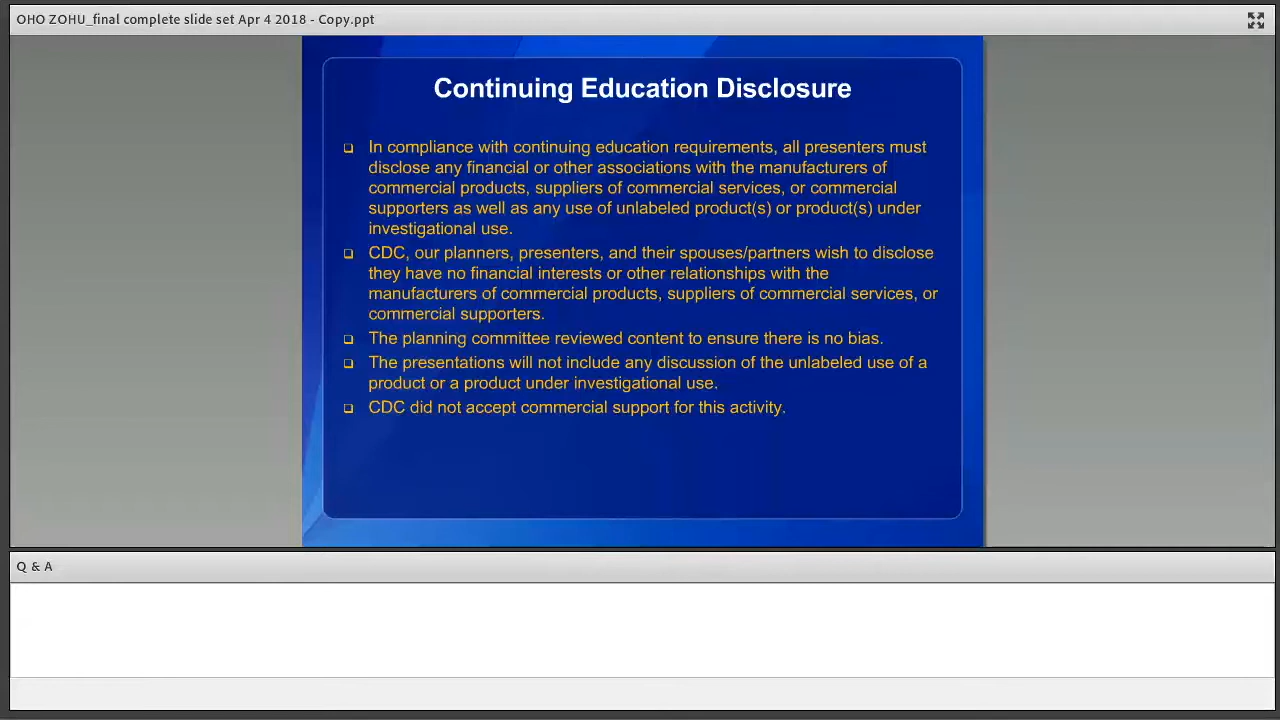 OHO ZOHU_final complete slide set Apr 4 2018 - Copy.ppt
Continuing Education Disclosure
In compliance with continuing education requirements, all presenters must
disclose any financial or other associations with the manufacturers of
commercial products, suppliers of commercial services, or commercial
supporters as well as any use of unlabeled product(s) or product(s) under
investigational use.
CDC, our planners, presenters, and their spouses/partners wish to disclose
they have no financial interests or other relationships with the
manufacturers of commercial products, suppliers of commercial services, or
commercial supporters.
The planning committee reviewed content to ensure there is no bias.
The presentations will not include any discussion of the unlabeled use of a
product or a product under investigational use.
CDC did not accept commercial support for this activity.
Q & A